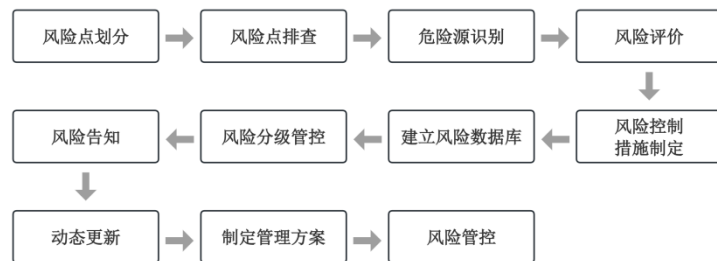 风险点划分
风险点排查
危险源识别
风险评价
风险控制
措施制定
建立风险数据库
风险分级管控
风险告知
动态更新
制定管理方案
风险管控